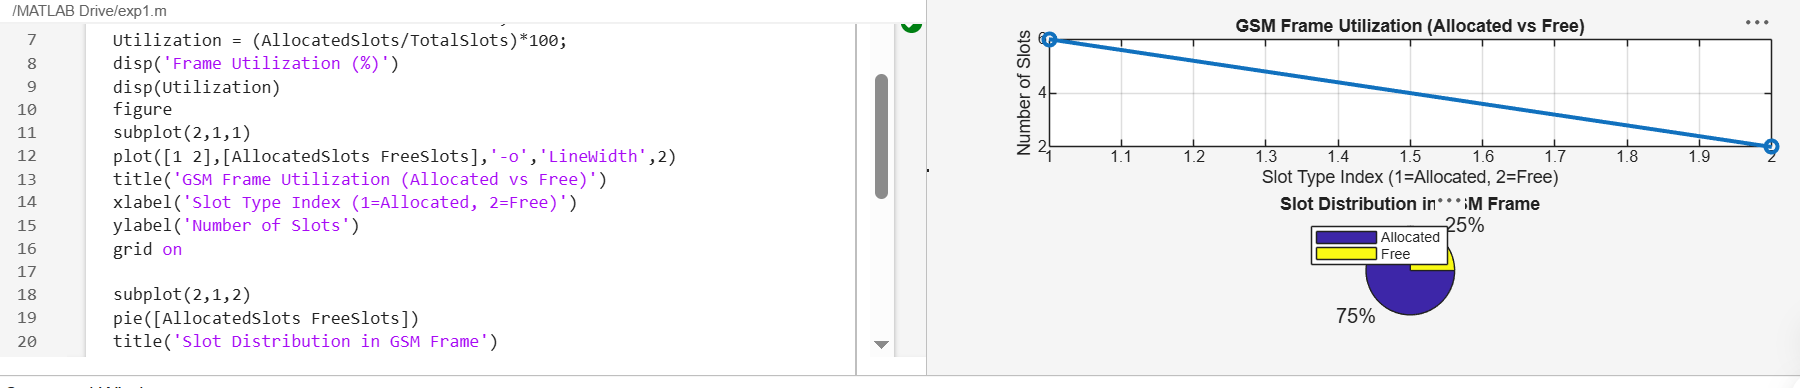 /MATLAB Drive/exp1.m
7 Utilization = (AllocatedSlots/TotalSlots)*100;
8 disp('Frame Utilization (%)')
9 disp(Utilization)
10 figure
11 subplot(2,1,1)
12 plot([1 2],[AllocatedSlots FreeSlots],'-o','LineWidth',2)
13 title('GSM Frame Utilization (Allocated vs Free)')
14 xlabel('Slot Type Index (1=Allocated, 2=Free)')
15 ylabel('Number of Slots')
16 grid on
17
18 subplot(2,1,2)
19 pie([AllocatedSlots FreeSlots])
20 title('Slot Distribution in GSM Frame')
GSM Frame Utilization (Allocated vs Free)
Number of Slots
6
4
2
1 1.1 1.2 1.3 1.4 1.5 1.6 1.7 1.8 1.9 2
Slot Type Index (1=Allocated, 2=Free)
Slot Distribution in SM Frame
25%
Allocated
Free
75%